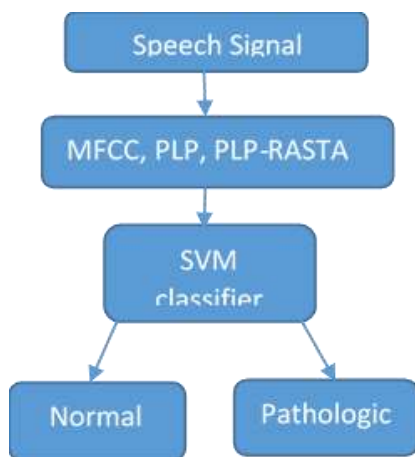 Speech Signal
MFCC, PLP, PLP-RASTA
SVM
classifier
Normal
Pathologic